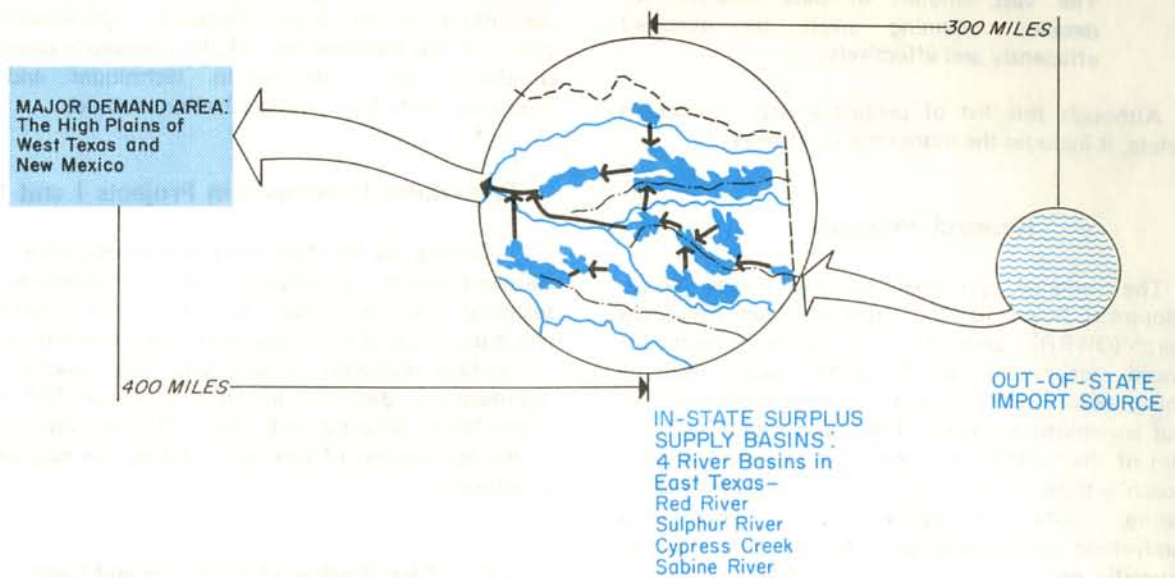 300 MILES
MAJOR DEMAND AREA:
The High Plains of
West Texas and
New Mexico
400 MILES
OUT-OF-STATE
IMPORT SOURCE
IN-STATE SURPLUS
SUPPLY BASINS:
4 River Basins in
East Texas–
Red River
Sulphur River
Cypress Creek
Sabine River